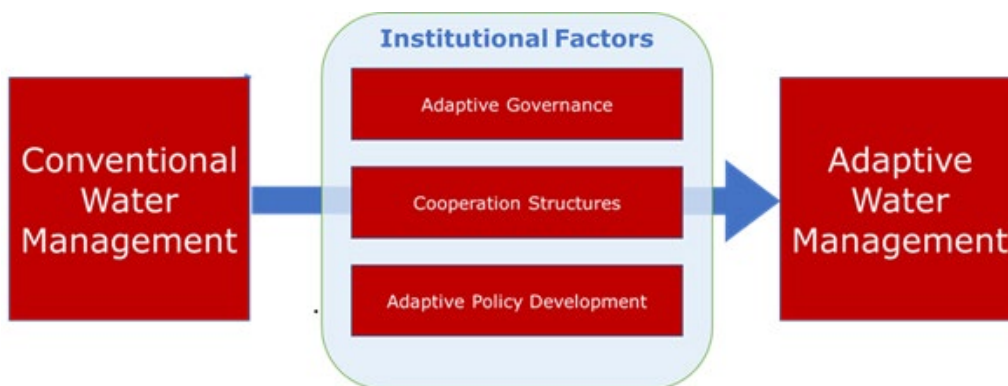 Institutional Factors
Conventional
Water
Management
Adaptive Governance
Cooperation Structures
Adaptive Policy Development
Adaptive
Water
Management